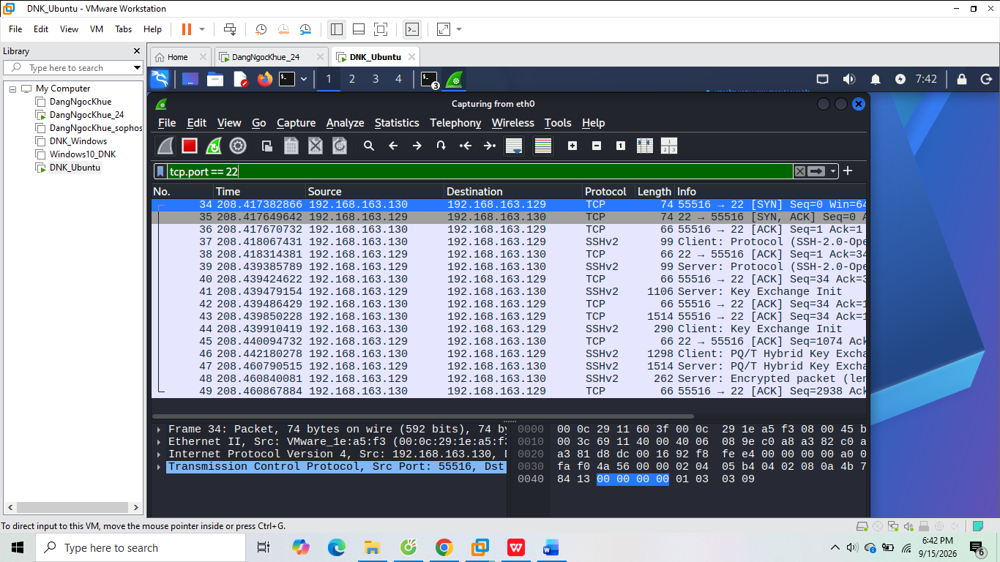 DNK_Ubuntu - VMware Workstation
File Edit View VM Tabs Help
Library
Type here to search
My Computer
DangNgocKhue
DangNgocKhue_24
DangNgocKhue_sophos
DNK_Windows
Windows10_DNK
DNK_Ubuntu
Home DangNgocKhue_24 DNK_Ubuntu
1 2 3 4 3 7:42
Capturing from eth0
File Edit View Go Capture Analyze Statistics Telephony Wireless Tools Help
tcp.port == 22
No. Time Source Destination Protocol Length Info
34 208.417382866 192.168.163.130 192.168.163.129 TCP 74 55516 → 22 [SYN] Seq=0 Win=64
35 208.417649642 192.168.163.129 192.168.163.130 TCP 74 22 → 55516 [SYN, ACK] Seq=0 A
36 208.417670732 192.168.163.130 192.168.163.129 TCP 66 55516 → 22 [ACK] Seq=1 Ack=1
37 208.418067431 192.168.163.130 192.168.163.129 SSHv2 99 Client: Protocol (SSH-2.0-Ope
38 208.418314381 192.168.163.129 192.168.163.130 TCP 66 22 → 55516 [ACK] Seq=1 Ack=34
39 208.439385789 192.168.163.129 192.168.163.130 SSHv2 99 Server: Protocol (SSH-2.0-Ope
40 208.439424622 192.168.163.130 192.168.163.129 TCP 66 55516 → 22 [ACK] Seq=34 Ack=3
41 208.439479154 192.168.163.129 192.168.163.130 SSHv2 1106 Server: Key Exchange Init
42 208.439486429 192.168.163.130 192.168.163.129 TCP 66 55516 → 22 [ACK] Seq=34 Ack=1
43 208.439850228 192.168.163.130 192.168.163.129 TCP 1514 55516 → 22 [ACK] Seq=34 Ack=1
44 208.439910419 192.168.163.130 192.168.163.129 SSHv2 290 Client: Key Exchange Init
45 208.440094732 192.168.163.129 192.168.163.130 TCP 66 22 → 55516 [ACK] Seq=1074 Ack
46 208.442180278 192.168.163.130 192.168.163.129 SSHv2 1298 Client: PQ/T Hybrid Key Excha
47 208.460790515 192.168.163.129 192.168.163.130 SSHv2 1514 Server: PQ/T Hybrid Key Excha
48 208.460840081 192.168.163.129 192.168.163.130 SSHv2 262 Server: Encrypted packet (len
49 208.460867884 192.168.163.130 192.168.163.129 TCP 66 55516 → 22 [ACK] Seq=2938 Ack
Frame 34: Packet, 74 bytes on wire (592 bits), 74 by
Ethernet II, Src: VMware_1e:a5:f3 (00:0c:29:1e:a5:f3
Internet Protocol Version 4, Src: 192.168.163.130, D
Transmission Control Protocol, Src Port: 55516, Dst
0000 00 0c 29 11 60 3f 00 0c 29 1e a5 f3 08 00 45 b
0010 00 3c 69 11 40 00 40 06 08 9e c0 a8 a3 82 c0 a
0020 a3 81 d8 dc 00 16 92 f8 fe e4 00 00 00 00 a0 0
0030 fa f0 4a 56 00 00 02 04 05 b4 04 02 08 0a 4b 7
0040 84 13 00 00 00 00 01 03 03 09
To direct input to this VM, move the mouse pointer inside or press Ctrl+G.
Type here to search
6:42 PM
9/15/2026
6